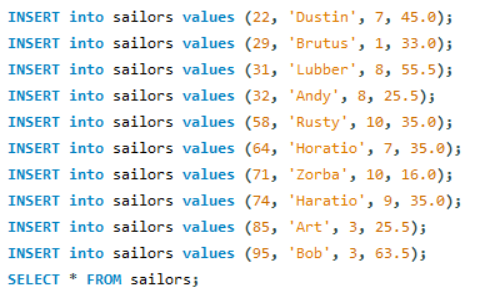 INSERT into sailors values (22, 'Dustin', 7, 45.0);
INSERT into sailors values (29, 'Brutus', 1, 33.0);
INSERT into sailors values (31, 'Lubber', 8, 55.5);
INSERT into sailors values (32, 'Andy', 8, 25.5);
INSERT into sailors values (58, 'Rusty', 10, 35.0);
INSERT into sailors values (64, 'Horatio', 7, 35.0);
INSERT into sailors values (71, 'Zorba', 10, 16.0);
INSERT into sailors values (74, 'Haratio', 9, 35.0);
INSERT into sailors values (85, 'Art', 3, 25.5);
INSERT into sailors values (95, 'Bob', 3, 63.5);
SELECT * FROM sailors;